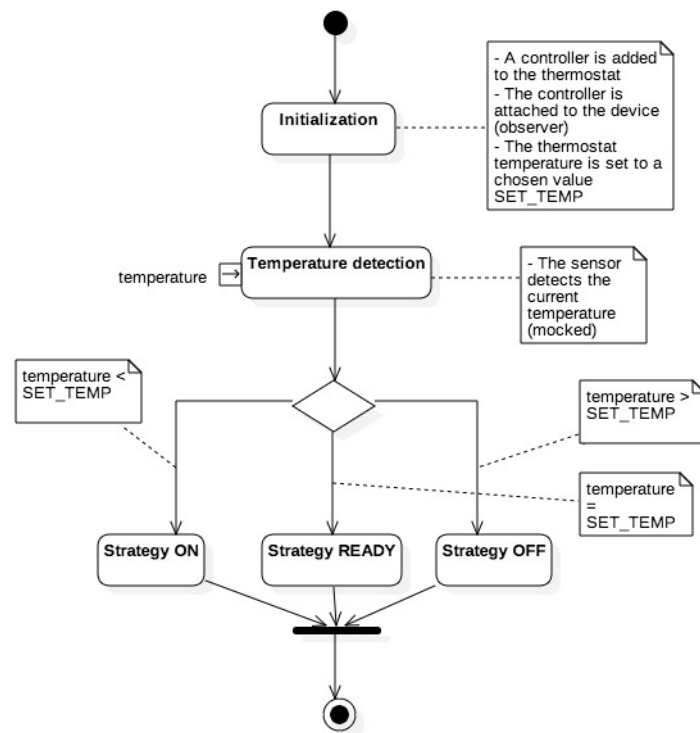 - A controller is added
to the thermostat
- The controller is
attached to the device
(observer)
- The thermostat
temperature is set to a
chosen value
SET_TEMP
Initialization
Temperature detection
temperature
- The sensor
detects the
current
temperature
(mocked)
temperature <
SET_TEMP
temperature >
SET_TEMP
temperature
=
SET_TEMP
Strategy ON
Strategy READY
Strategy OFF